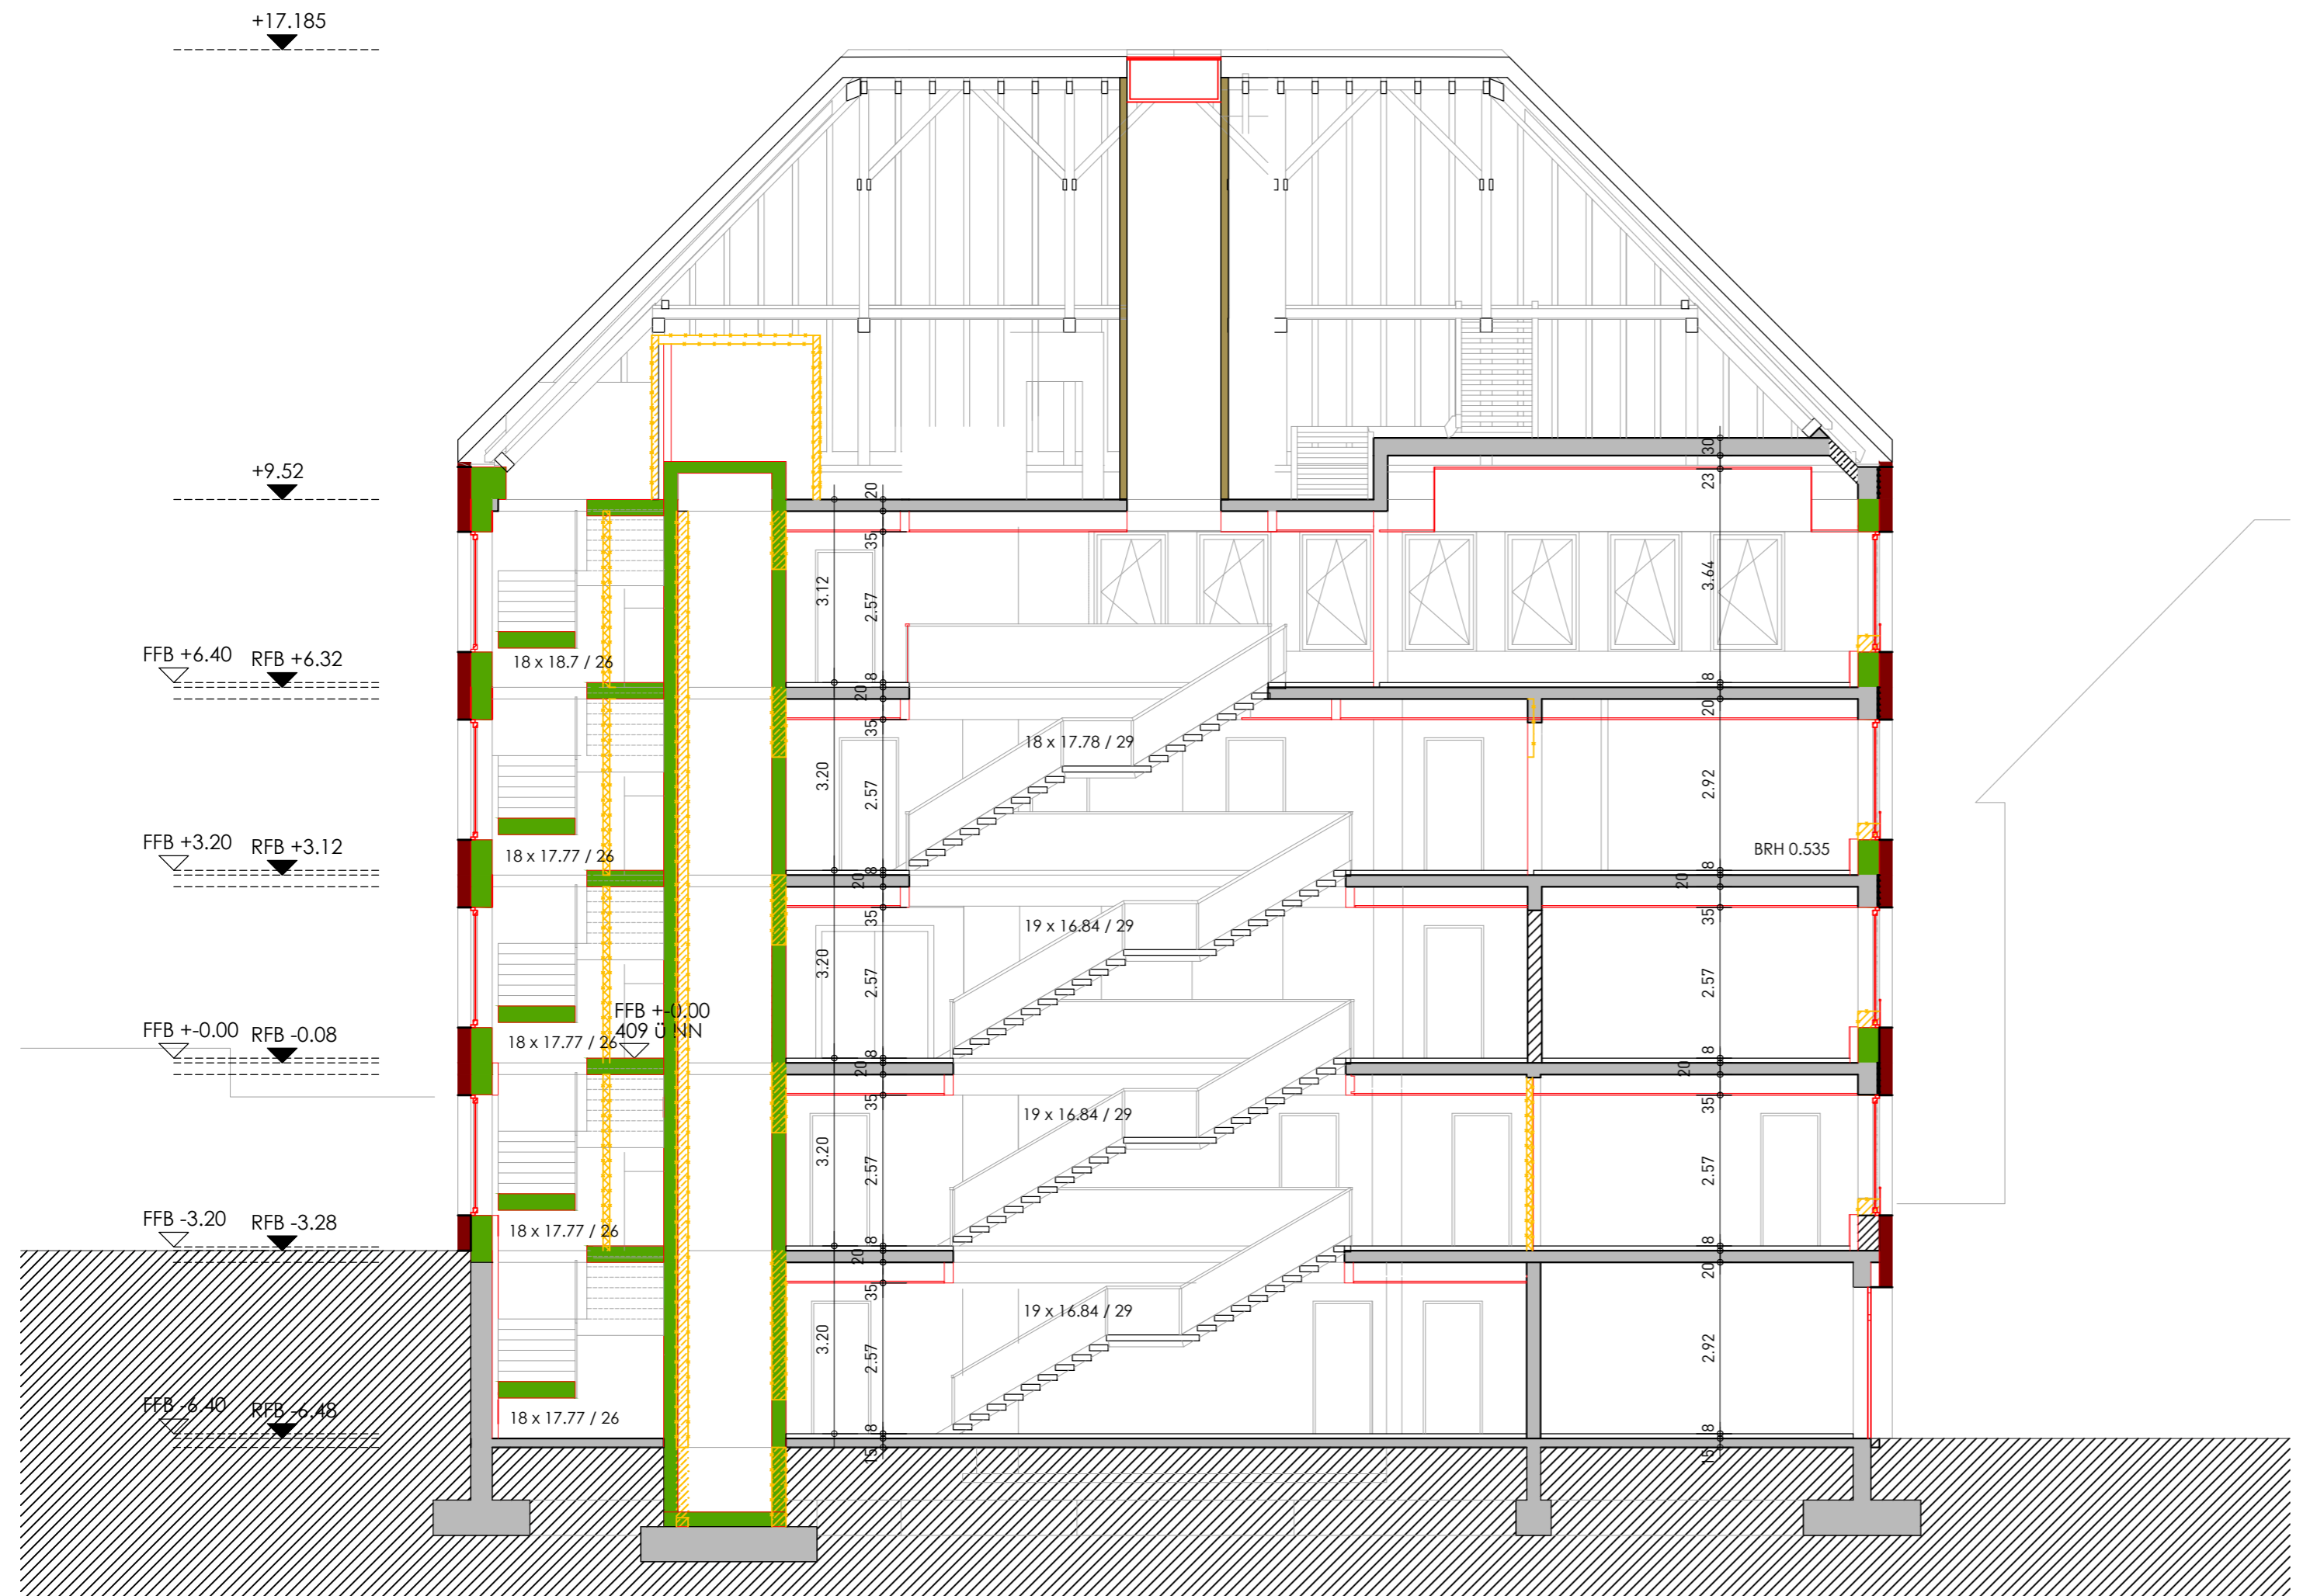 +17.185
+9.52
FFB +6.40
RFB +6.32
FFB +3.20
RFB +3.12
FFB +-0.00
RFB -0.08
FFB -3.20
RFB -3.28
FFB -6.40
RFB -6.48
18 x 18.7 / 26
18 x 17.77 / 26
FFB +-0.00
409 ü NN
18 x 17.77 / 26
18 x 17.77 / 26
18 x 17.77 / 26
20
35
3.12
2.57
8
20
35
3.20
2.57
8
20
35
3.20
2.57
8
20
35
3.20
2.57
8
20
35
3.20
2.57
8
15
18 x 17.78 / 29
19 x 16.84 / 29
19 x 16.84 / 29
19 x 16.84 / 29
30
23
3.64
8
20
2.92
BRH 0.535
8
20
35
2.57
8
20
35
2.57
8
20
2.92
8
15